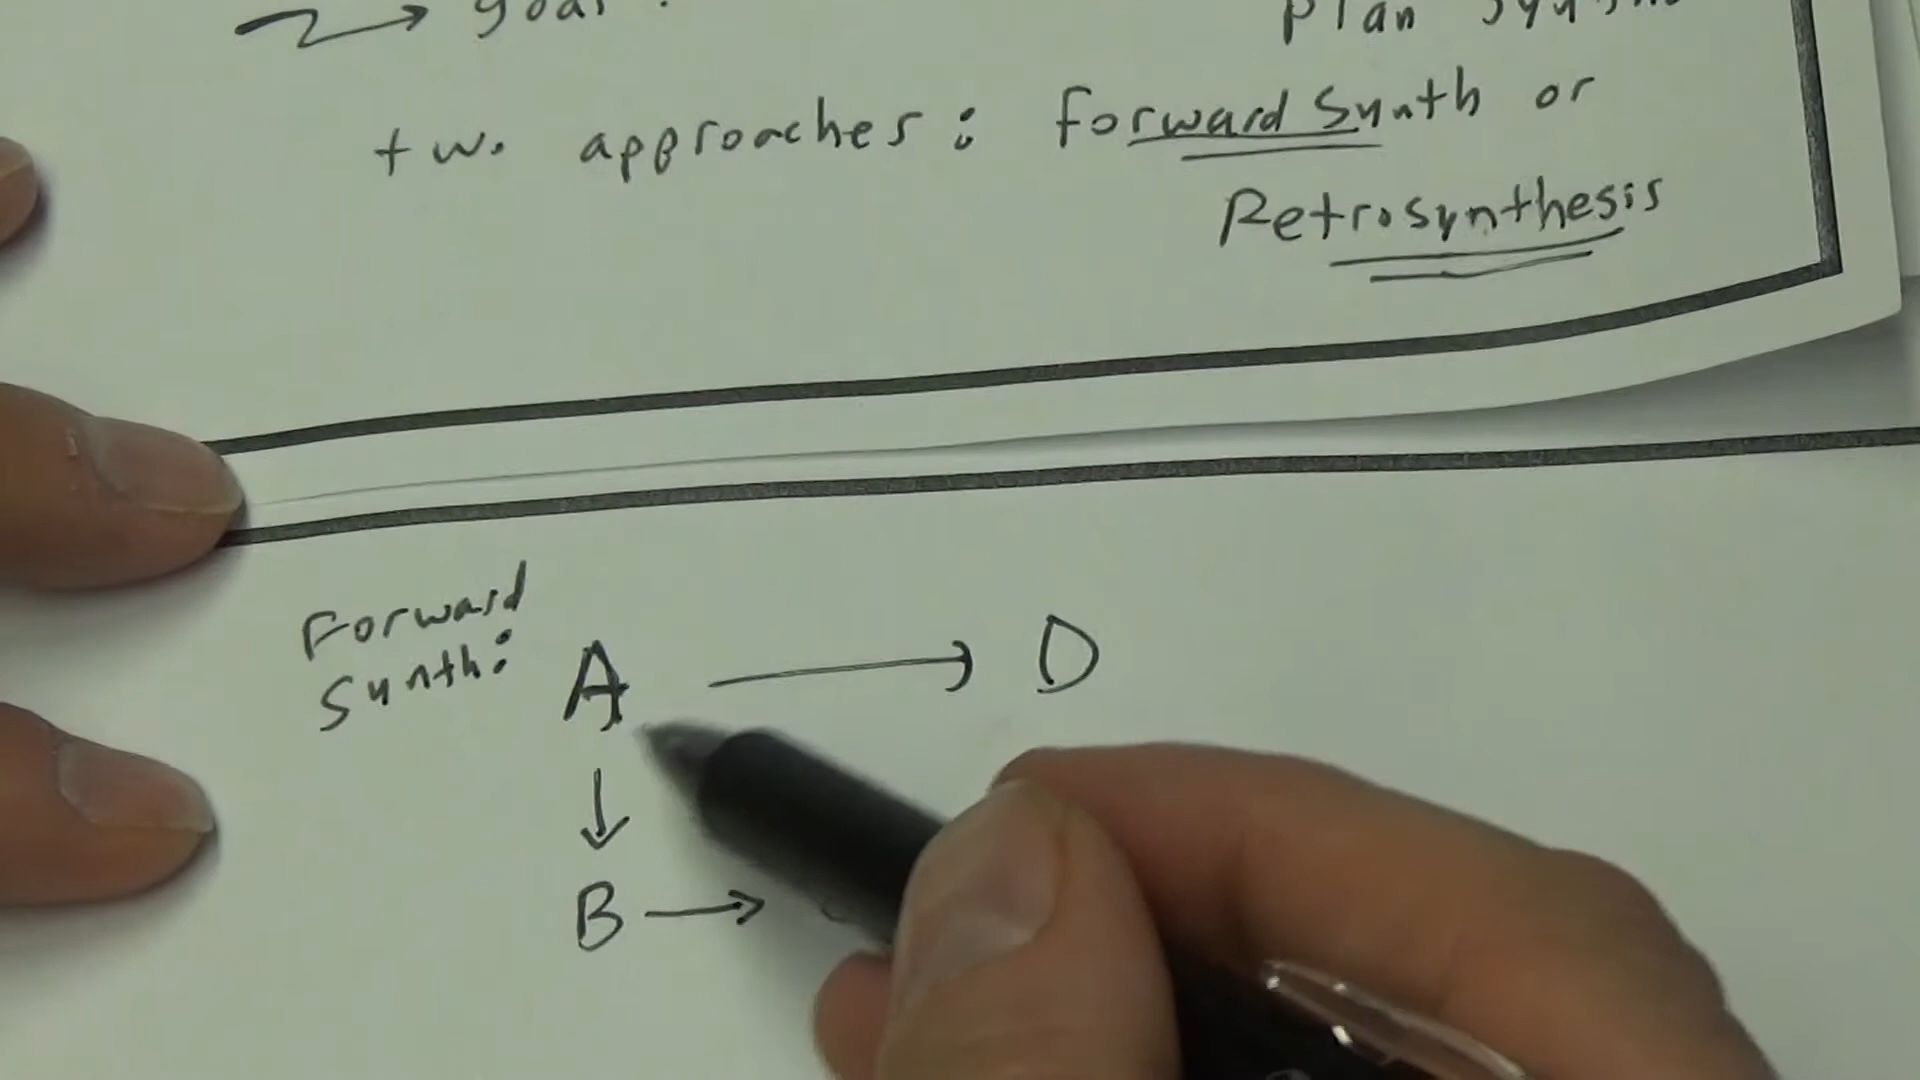 goal:
Plan
two approaches: Forward Synth or
Retrosynthesis
Forward
Synth:
A → D
↓
B →